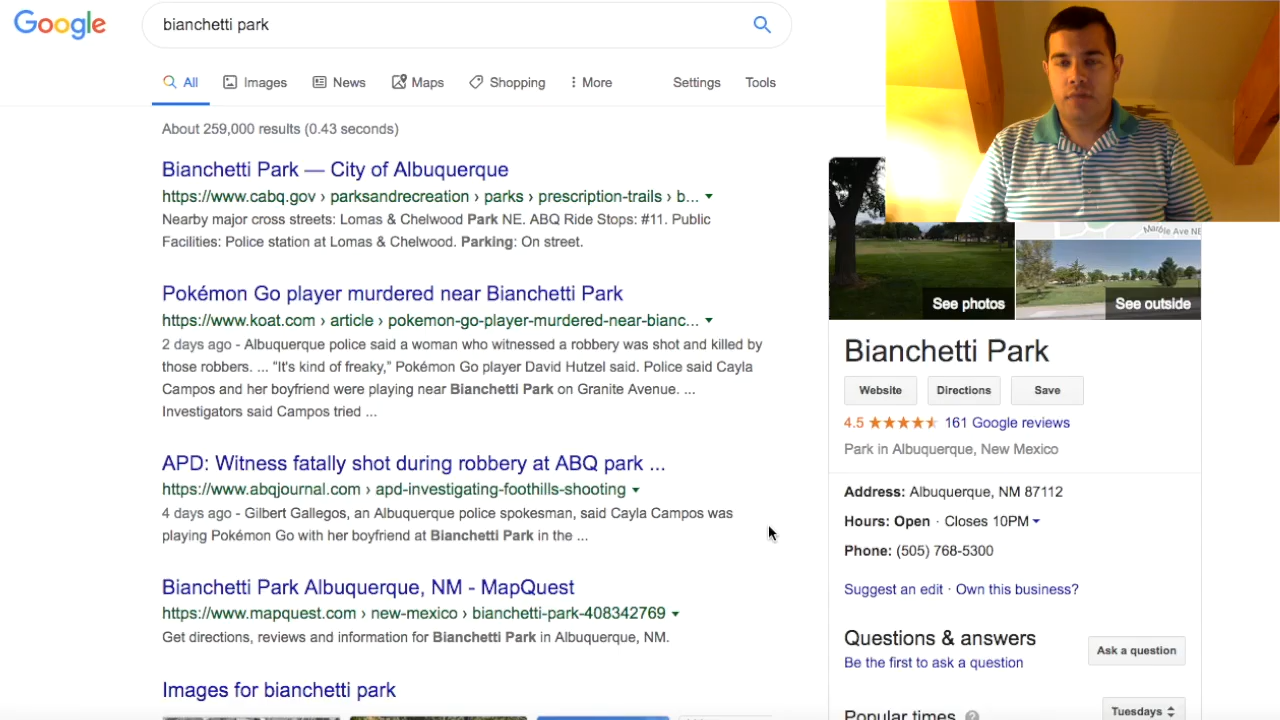 Google
bianchetti park
All
Images
News
Maps
Shopping
More
Settings
Tools
About 259,000 results (0.43 seconds)
Bianchetti Park — City of Albuquerque
https://www.cabq.gov › parksandrecreation › parks › prescription-trails › b...
Nearby major cross streets: Lomas & Chelwood Park NE. ABQ Ride Stops: #11. Public
Facilities: Police station at Lomas & Chelwood. Parking: On street.
Pokémon Go player murdered near Bianchetti Park
https://www.koat.com › article › pokemon-go-player-murdered-near-bianc...
2 days ago - Albuquerque police said a woman who witnessed a robbery was shot and killed by
those robbers. ... "It's kind of freaky," Pokémon Go player David Hutzel said. Police said Cayla
Campos and her boyfriend were playing near Bianchetti Park on Granite Avenue. ...
Investigators said Campos tried ...
APD: Witness fatally shot during robbery at ABQ park ...
https://www.abqjournal.com › apd-investigating-foothills-shooting
4 days ago - Gilbert Gallegos, an Albuquerque police spokesman, said Cayla Campos was
playing Pokémon Go with her boyfriend at Bianchetti Park in the ...
Bianchetti Park Albuquerque, NM - MapQuest
https://www.mapquest.com › new-mexico › bianchetti-park-408342769
Get directions, reviews and information for Bianchetti Park in Albuquerque, NM.
Images for bianchetti park
Marble Ave NE
See photos
See outside
Bianchetti Park
Website
Directions
Save
4.5
161 Google reviews
Park in Albuquerque, New Mexico
Address: Albuquerque, NM 87112
Hours: Open · Closes 10PM
Phone: (505) 768-5300
Suggest an edit · Own this business?
Questions & answers
Be the first to ask a question
Ask a question
Popular times
Tuesdays